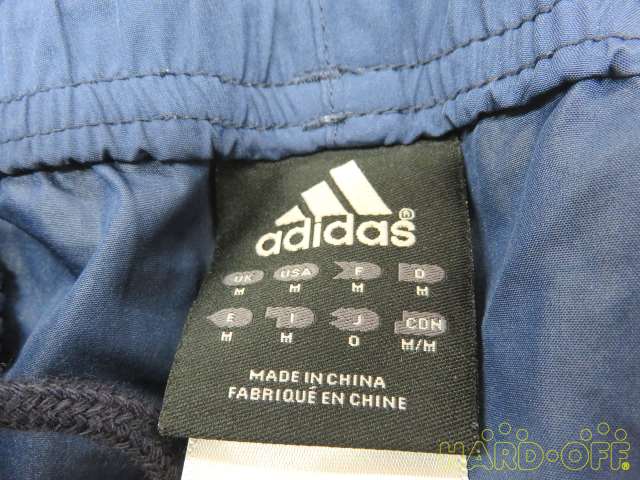 adidas®
UK USA F D
M M M M
E I J CDN
M M O M/M
MADE IN CHINA
FABRIQUÉ EN CHINE
HARD·OFF